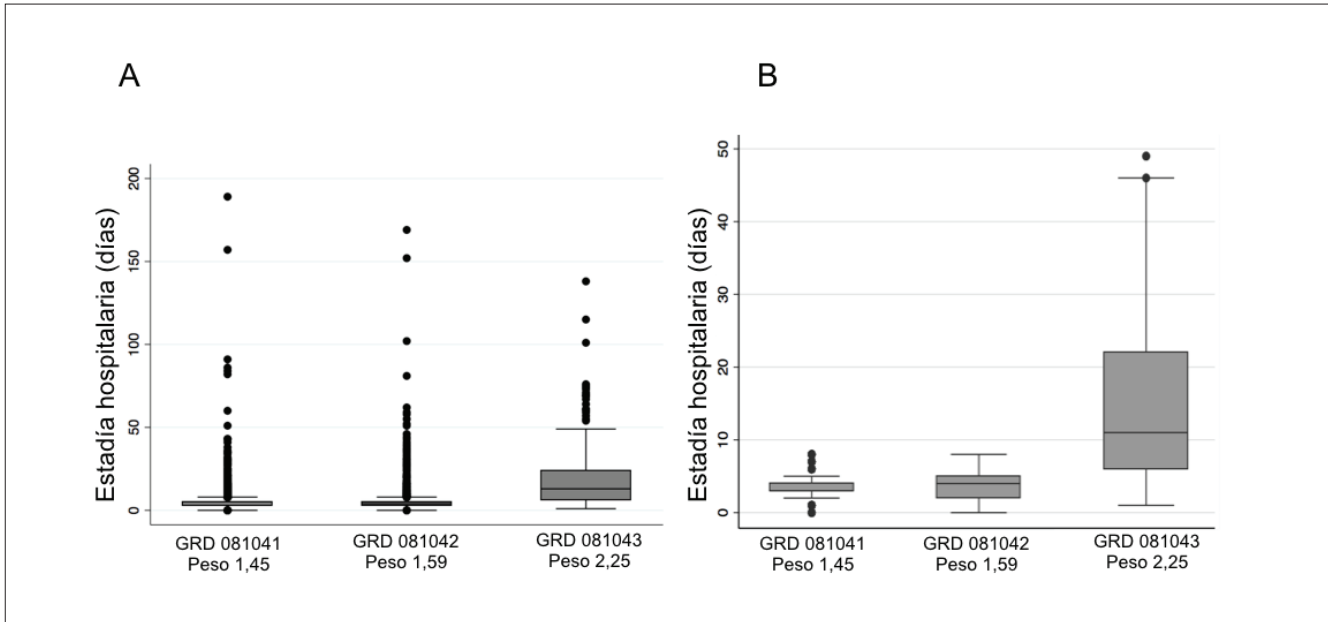 A
Estadía hospitalaria (días)
200
150
100
50
0
GRD 081041
Peso 1,45
GRD 081042
Peso 1,59
GRD 081043
Peso 2,25
B
Estadía hospitalaria (días)
50
40
30
20
10
0
GRD 081041
Peso 1,45
GRD 081042
Peso 1,59
GRD 081043
Peso 2,25